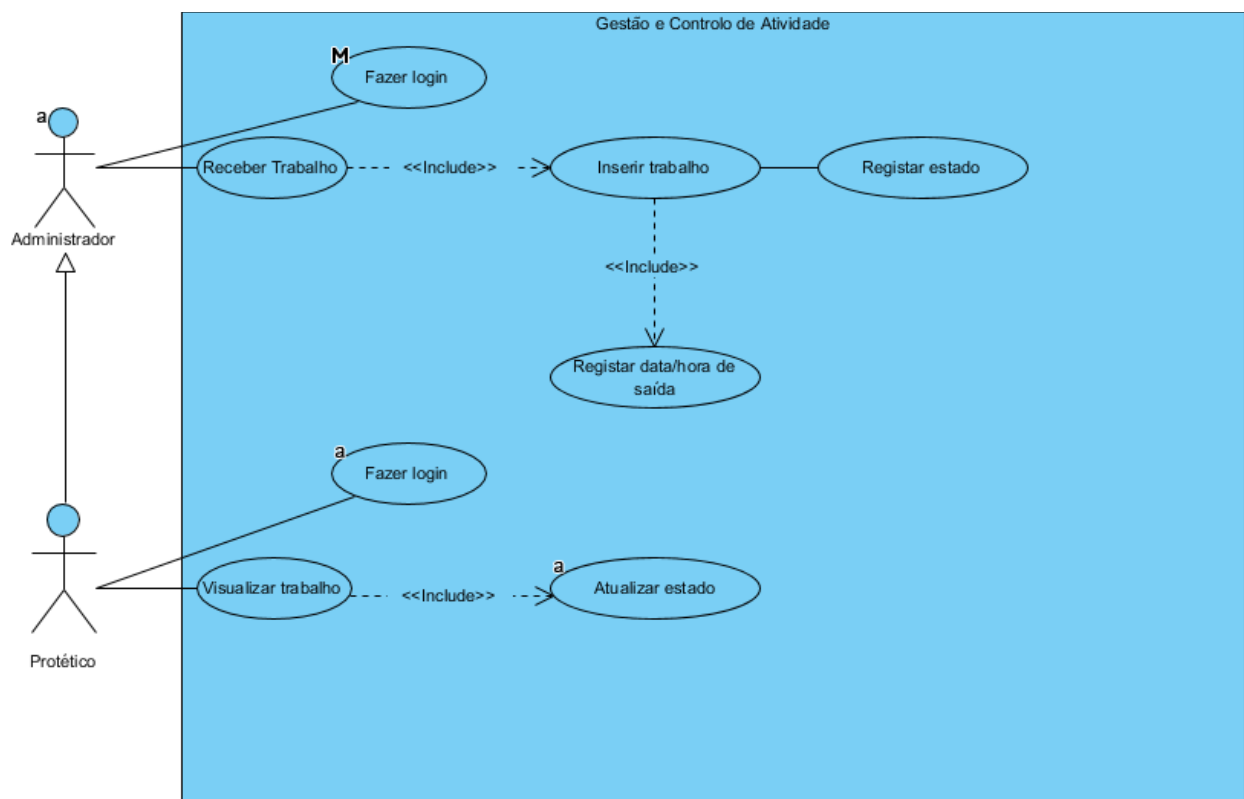 Gestão e Controlo de Atividade
M
Fazer login
a
Receber Trabalho
<<Include>>
Inserir trabalho
Registar estado
Administrador
<<Include>>
Registar data/hora de
saída
a
Fazer login
Visualizar trabalho
<<Include>>
a
Atualizar estado
Protético